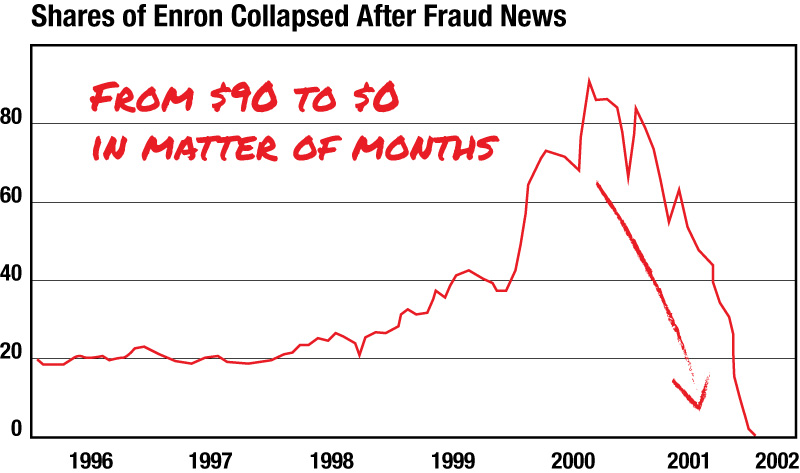 Shares of Enron Collapsed After Fraud News
From $90 to $0
in matter of months
80
60
40
20
0
1996 1997 1998 1999 2000 2001 2002